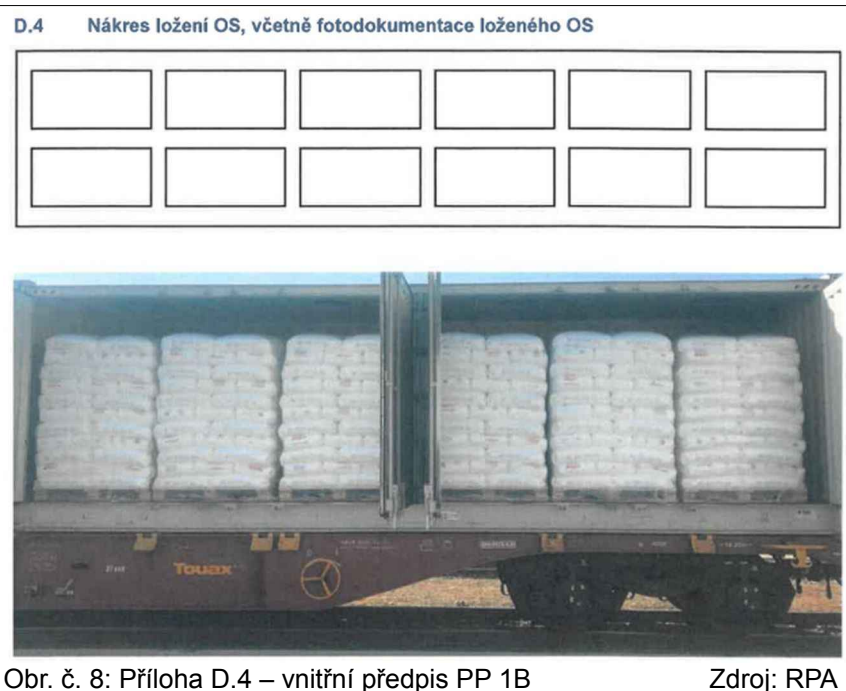 D.4 Nákres ložení OS, včetně fotodokumentace loženého OS
Touax
Obr. č. 8: Příloha D.4 – vnitřní předpis PP 1B Zdroj: RPA